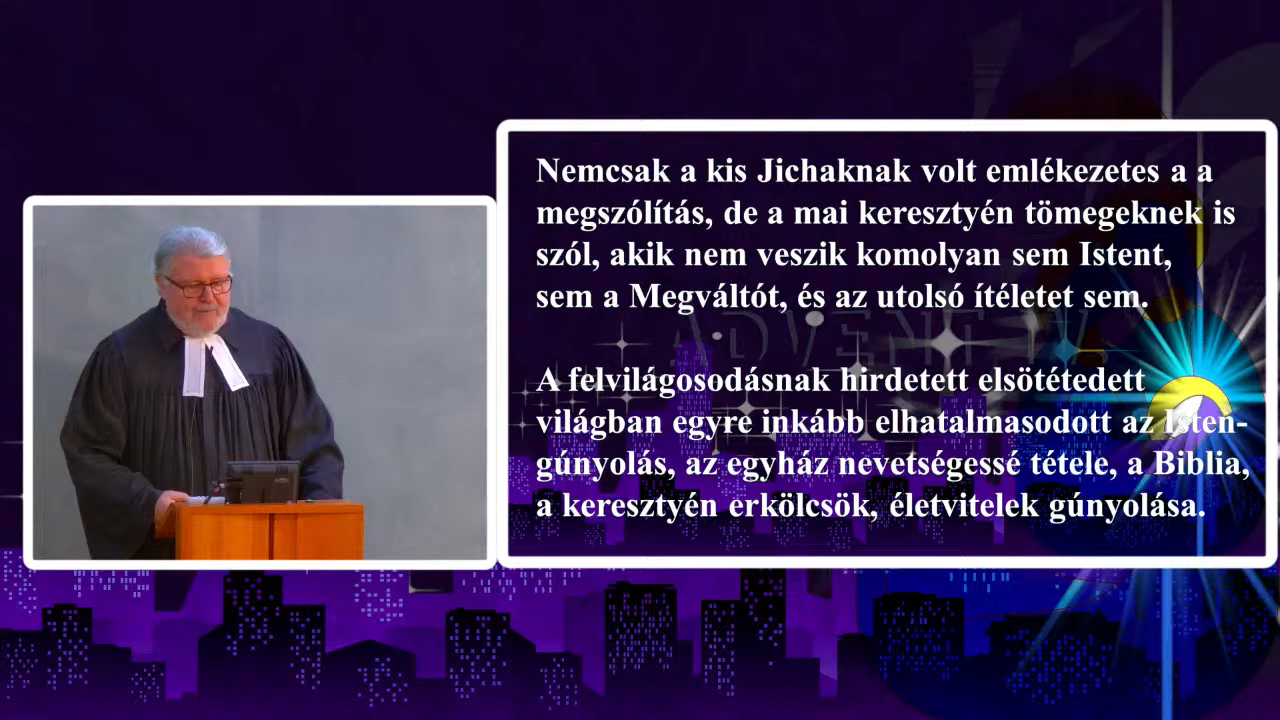 Nemcsak a kis Jichaknak volt emlékezetes a a
megszólítás, de a mai keresztyén tömegeknek is
szól, akik nem veszik komolyan sem Istent,
sem a Megváltót, és az utolsó ítéletet sem.
A felvilágosodásnak hirdetett elsötétedett
világban egyre inkább elhatalmasodott az Isten-
gúnyolás, az egyház nevetségessé tétele, a Biblia,
a keresztyén erkölcsök, életvitelek gúnyolása.